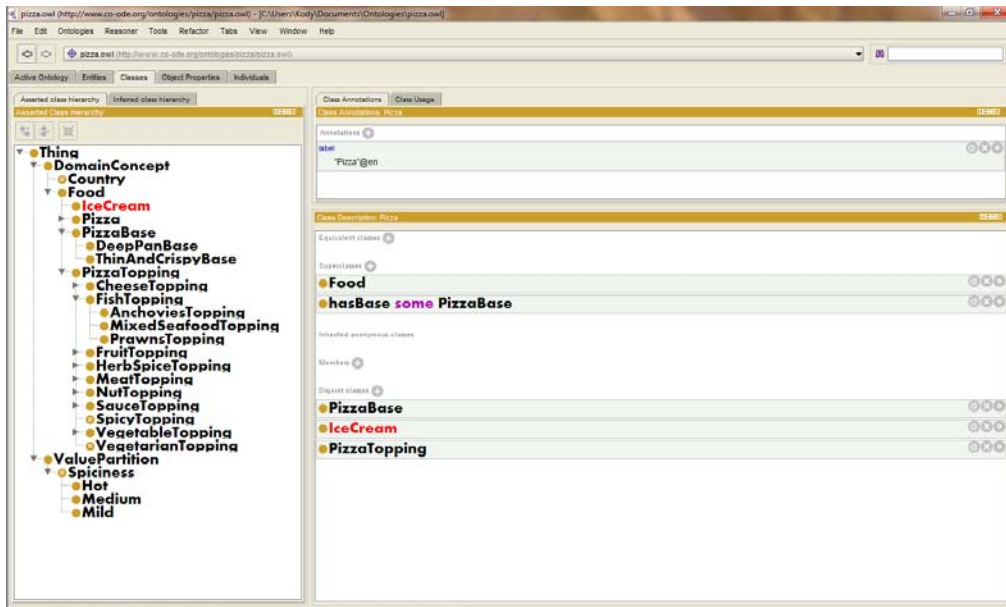 pizza.owl (http://www.co-ode.org/ontologies/pizza/pizza.owl) - [C:\Users\Kody\Documents\Ontologies\pizza.owl]
File Edit Ontologies Reasoner Tools Refactor Tabs View Window Help
pizza.owl (http://www.co-ode.org/ontologies/pizza/pizza.owl)
Active Ontology Entities Classes Object Properties Individuals
Asserted class hierarchy Inferred class hierarchy
Asserted Class Hierarchy
Thing
DomainConcept
Country
Food
IceCream
Pizza
PizzaBase
DeepPanBase
ThinAndCrispyBase
PizzaTopping
CheeseTopping
FishTopping
AnchoviesTopping
MixedSeafoodTopping
PrawnsTopping
FruitTopping
HerbSpiceTopping
MeatTopping
NutTopping
SauceTopping
SpicyTopping
VegetableTopping
VegetarianTopping
ValuePartition
Spiciness
Hot
Medium
Mild
Class Annotations Class Usage
Class Annotations: Pizza
Annotations
label
"Pizza"@en
Class Description: Pizza
Equivalent classes
Superclasses
Food
hasBase some PizzaBase
Inherited anonymous classes
Members
Disjoint classes
PizzaBase
IceCream
PizzaTopping